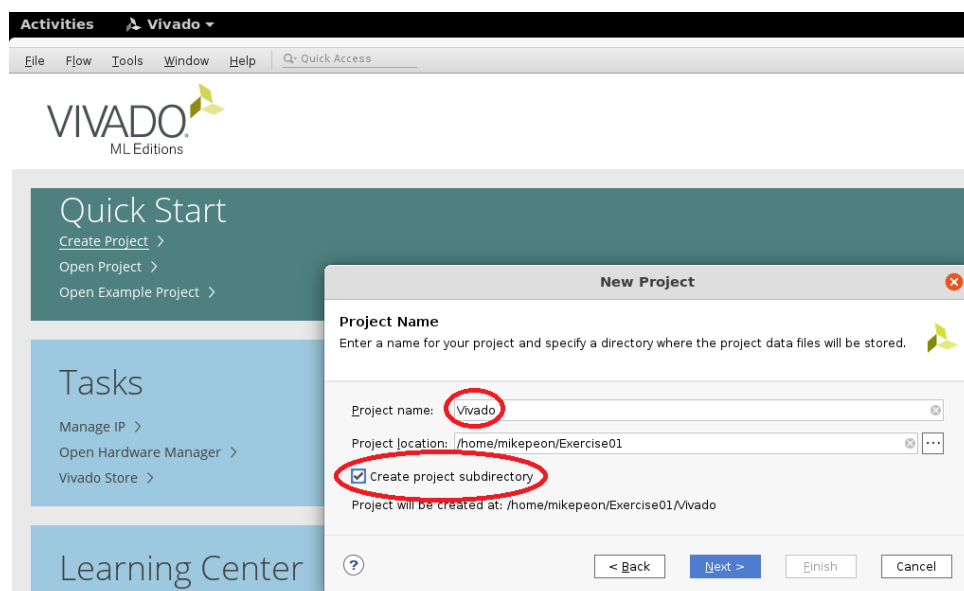 Activities Vivado
File Flow Tools Window Help Quick Access
VIVADO.
ML Editions
Quick Start
Create Project >
Open Project >
Open Example Project >
Tasks
Manage IP >
Open Hardware Manager >
Vivado Store >
Learning Center
New Project
Project Name
Enter a name for your project and specify a directory where the project data files will be stored.
Project name: Vivado
Project location: /home/mikepeon/Exercise01
Create project subdirectory
Project will be created at: /home/mikepeon/Exercise01/Vivado
? < Back Next > Finish Cancel